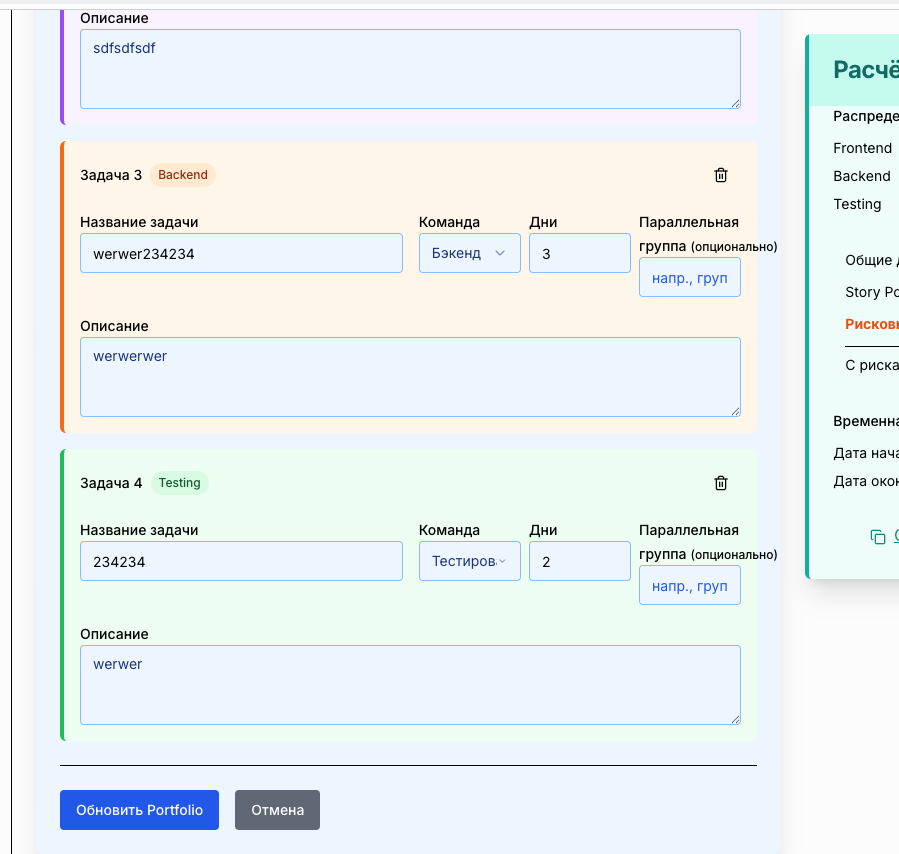 Описание
sdfsdfsdf
Задача 3 Backend
Название задачи Команда Дни Параллельная
группа (опционально)
werwer234234 Бэкенд 3
напр., груп
Описание
werwerwer
Задача 4 Testing
Название задачи Команда Дни Параллельная
группа (опционально)
234234 Тестиров 2
напр., груп
Описание
werwer
Обновить Portfolio Отмена
Расчё
Распреде
Frontend
Backend
Testing
Общие
Story Po
Рисков
С риска
Временна
Дата нача
Дата окон